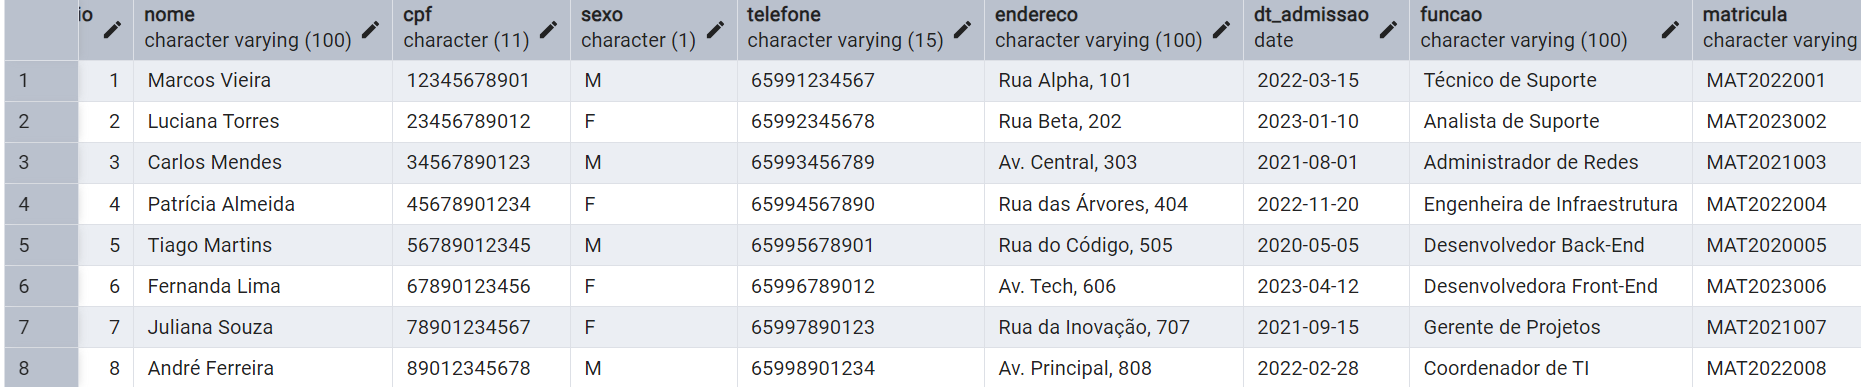 io nome cpf sexo telefone endereco dt_admissao funcao matricula
character varying (100) character (11) character (1) character varying (15) character varying (100) date character varying (100) character varying
1 1 Marcos Vieira 12345678901 M 65991234567 Rua Alpha, 101 2022-03-15 Técnico de Suporte MAT2022001
2 2 Luciana Torres 23456789012 F 65992345678 Rua Beta, 202 2023-01-10 Analista de Suporte MAT2023002
3 3 Carlos Mendes 34567890123 M 65993456789 Av. Central, 303 2021-08-01 Administrador de Redes MAT2021003
4 4 Patrícia Almeida 45678901234 F 65994567890 Rua das Árvores, 404 2022-11-20 Engenheira de Infraestrutura MAT2022004
5 5 Tiago Martins 56789012345 M 65995678901 Rua do Código, 505 2020-05-05 Desenvolvedor Back-End MAT2020005
6 6 Fernanda Lima 67890123456 F 65996789012 Av. Tech, 606 2023-04-12 Desenvolvedora Front-End MAT2023006
7 7 Juliana Souza 78901234567 F 65997890123 Rua da Inovação, 707 2021-09-15 Gerente de Projetos MAT2021007
8 8 André Ferreira 89012345678 M 65998901234 Av. Principal, 808 2022-02-28 Coordenador de TI MAT2022008